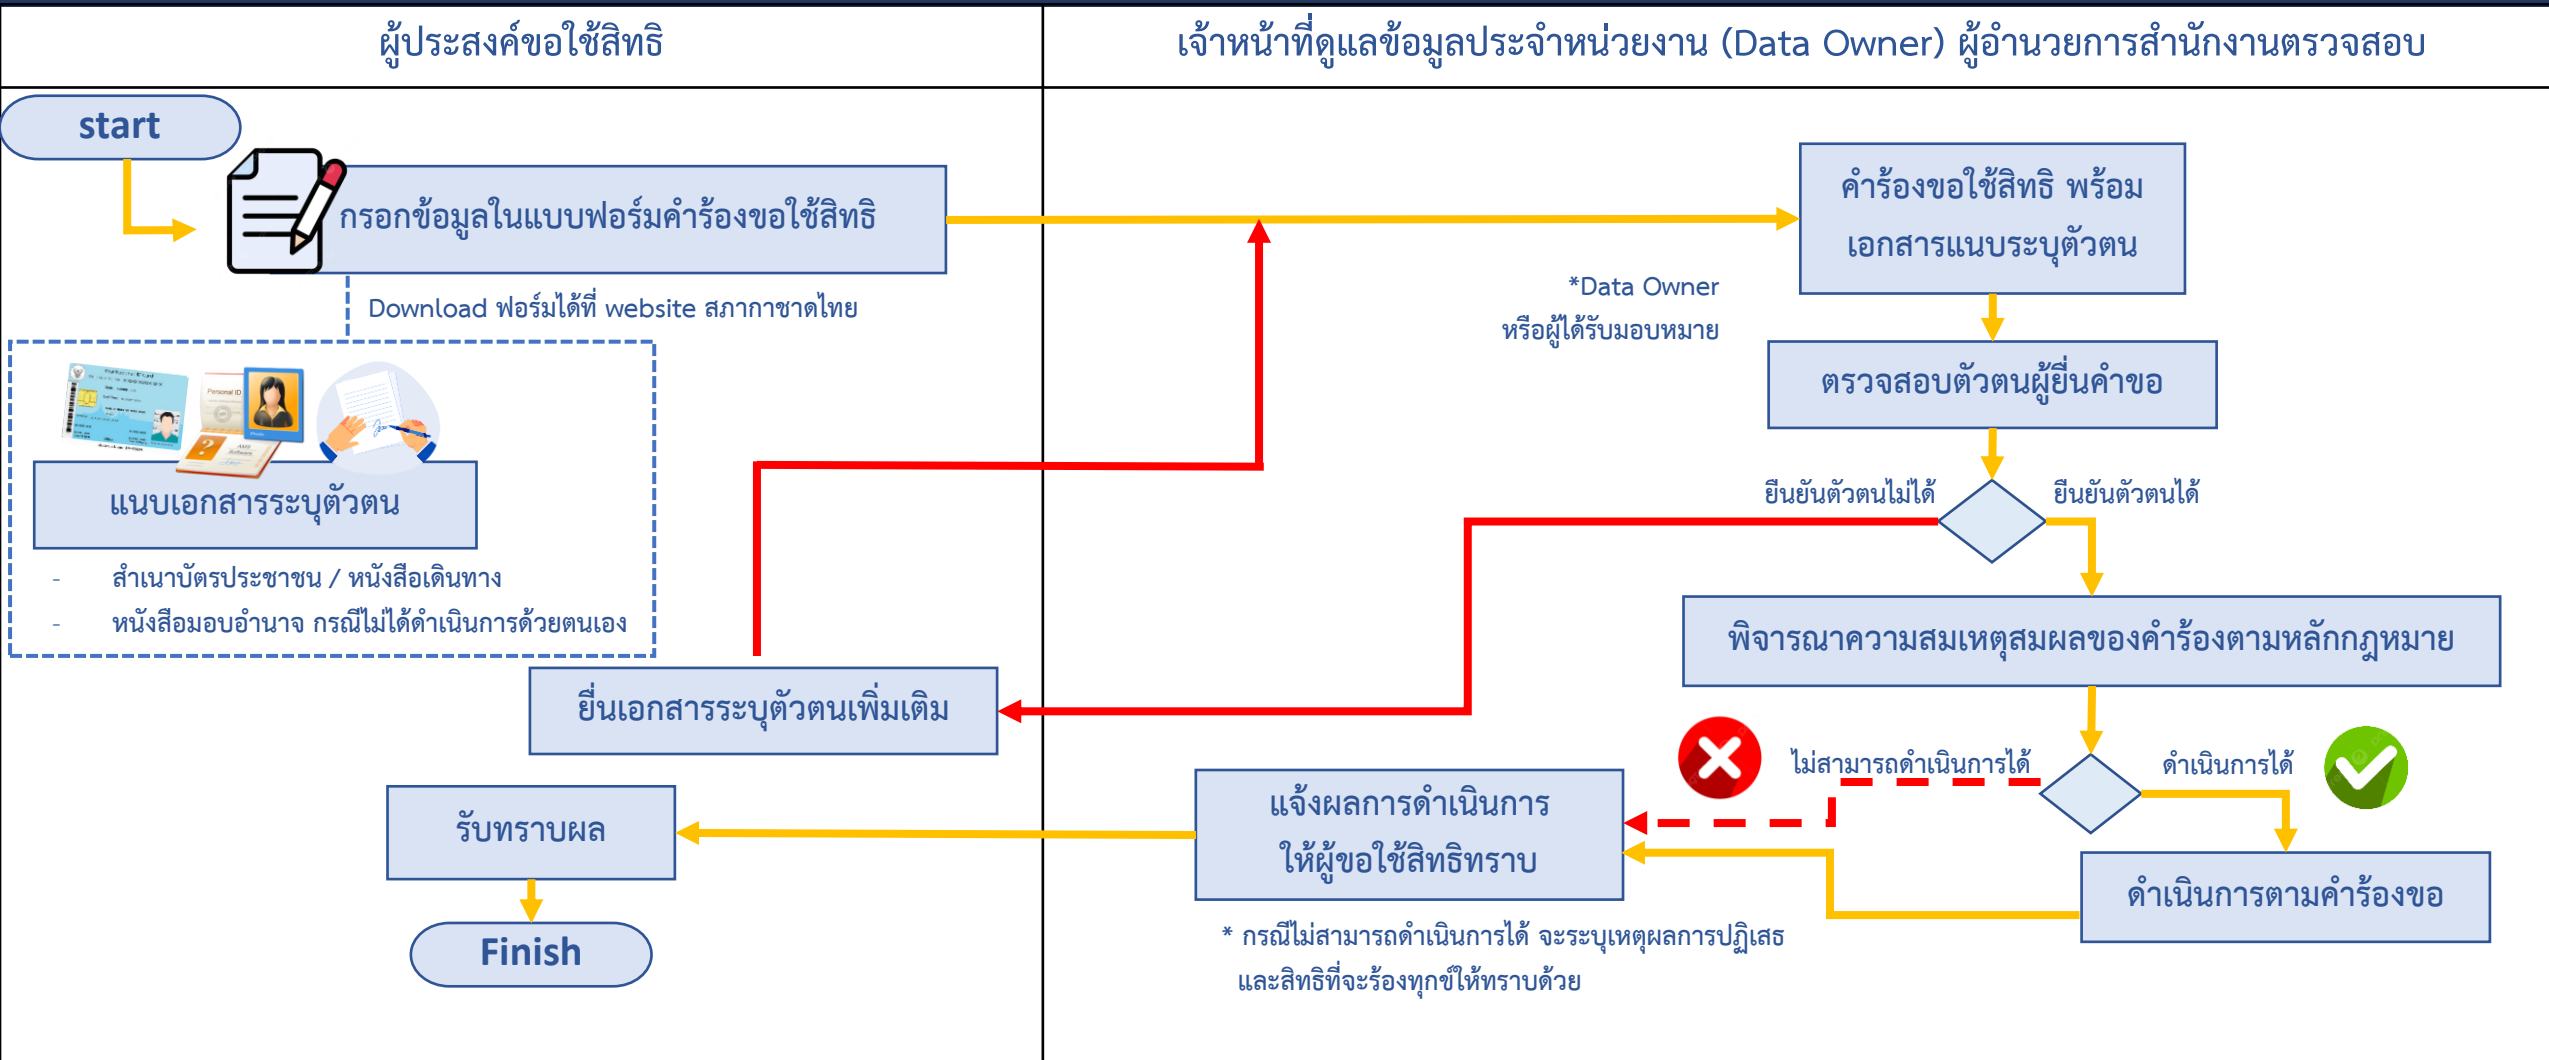 ผู้ประสงค์ขอใช้สิทธิ
เจ้าหน้าที่ดูแลข้อมูลประจำหน่วยงาน (Data Owner) ผู้อำนวยการสำนักงานตรวจสอบ
start
กรอกข้อมูลในแบบฟอร์มคำร้องขอใช้สิทธิ
Download ฟอร์มได้ที่ website สภากาชาดไทย
Personal ID
แนบเอกสารระบุตัวตน
- สำเนาบัตรประชาชน / หนังสือเดินทาง
- หนังสือมอบอำนาจ กรณีไม่ได้ดำเนินการด้วยตนเอง
คำร้องขอใช้สิทธิ พร้อม
เอกสารแนบระบุตัวตน
*Data Owner
หรือผู้ได้รับมอบหมาย
ตรวจสอบตัวตนผู้ยื่นคำขอ
ยืนยันตัวตนไม่ได้
ยืนยันตัวตนได้
พิจารณาความสมเหตุสมผลของคำร้องตามหลักกฎหมาย
ยื่นเอกสารระบุตัวตนเพิ่มเติม
ไม่สามารถดำเนินการได้
ดำเนินการได้
แจ้งผลการดำเนินการ
ให้ผู้ขอใช้สิทธิทราบ
รับทราบผล
ดำเนินการตามคำร้องขอ
* กรณีไม่สามารถดำเนินการได้ จะระบุเหตุผลการปฏิเสธ
และสิทธิที่จะร้องทุกข์ให้ทราบด้วย
Finish